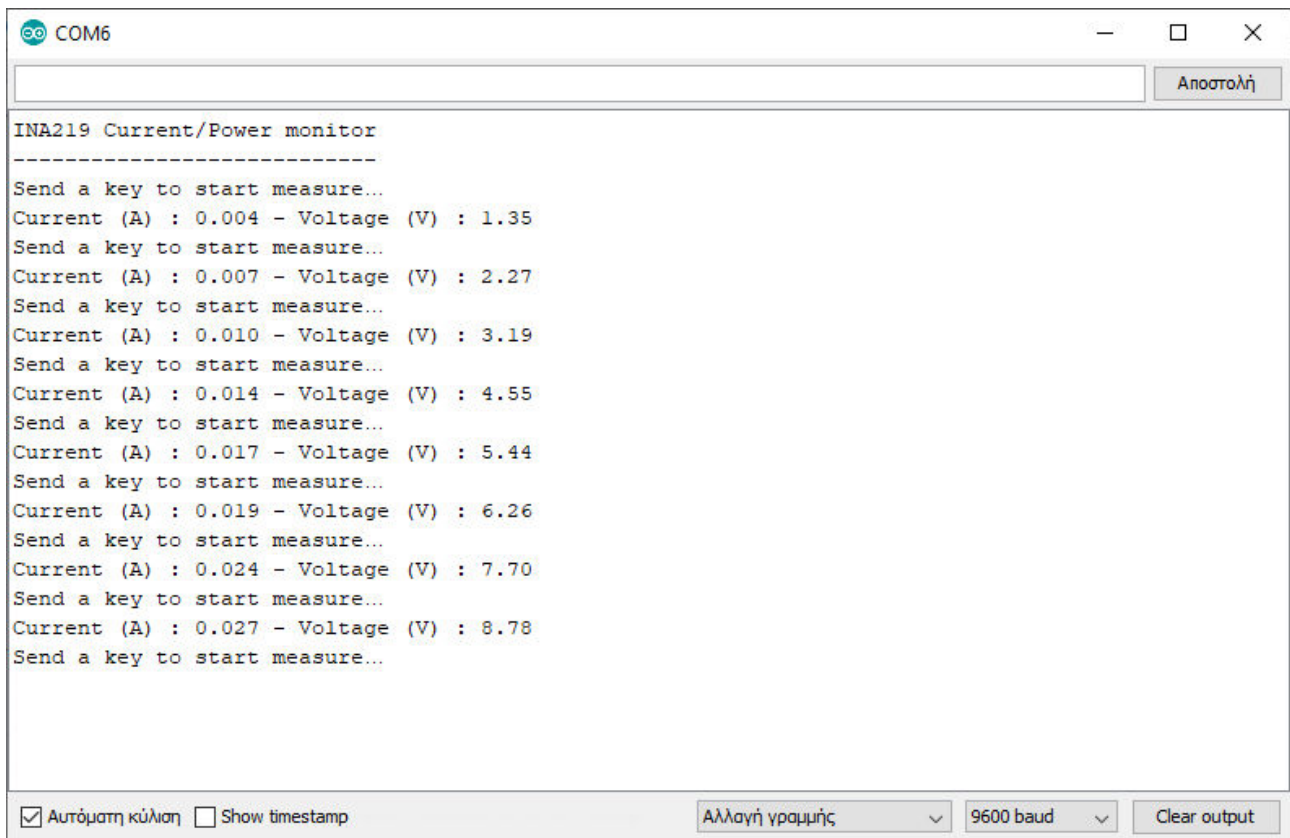 COM6
Αποστολή
INA219 Current/Power monitor
----------------------------
Send a key to start measure...
Current (A) : 0.004 - Voltage (V) : 1.35
Send a key to start measure...
Current (A) : 0.007 - Voltage (V) : 2.27
Send a key to start measure...
Current (A) : 0.010 - Voltage (V) : 3.19
Send a key to start measure...
Current (A) : 0.014 - Voltage (V) : 4.55
Send a key to start measure...
Current (A) : 0.017 - Voltage (V) : 5.44
Send a key to start measure...
Current (A) : 0.019 - Voltage (V) : 6.26
Send a key to start measure...
Current (A) : 0.024 - Voltage (V) : 7.70
Send a key to start measure...
Current (A) : 0.027 - Voltage (V) : 8.78
Send a key to start measure...
Αυτόματη κύλιση Show timestamp Αλλαγή γραμμής 9600 baud Clear output